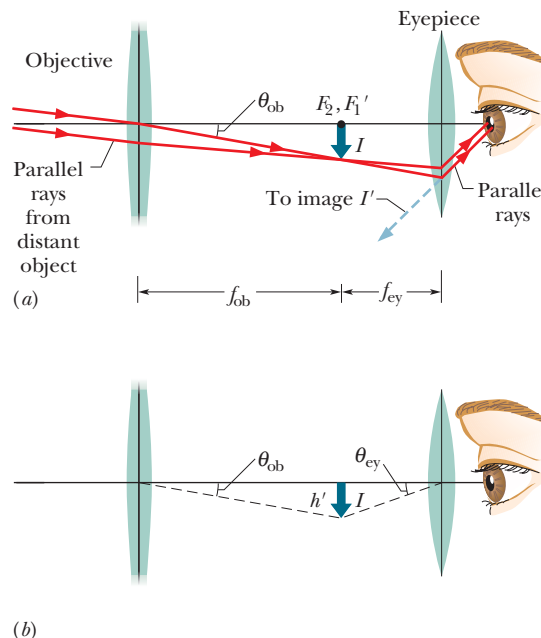 Eyepiece
Objective
θob
F2, F1′
I
Parallel
rays
from
distant
object
To image I′
Paralle
rays
(a)
fob
fey
θob
θey
h′
I
(b)